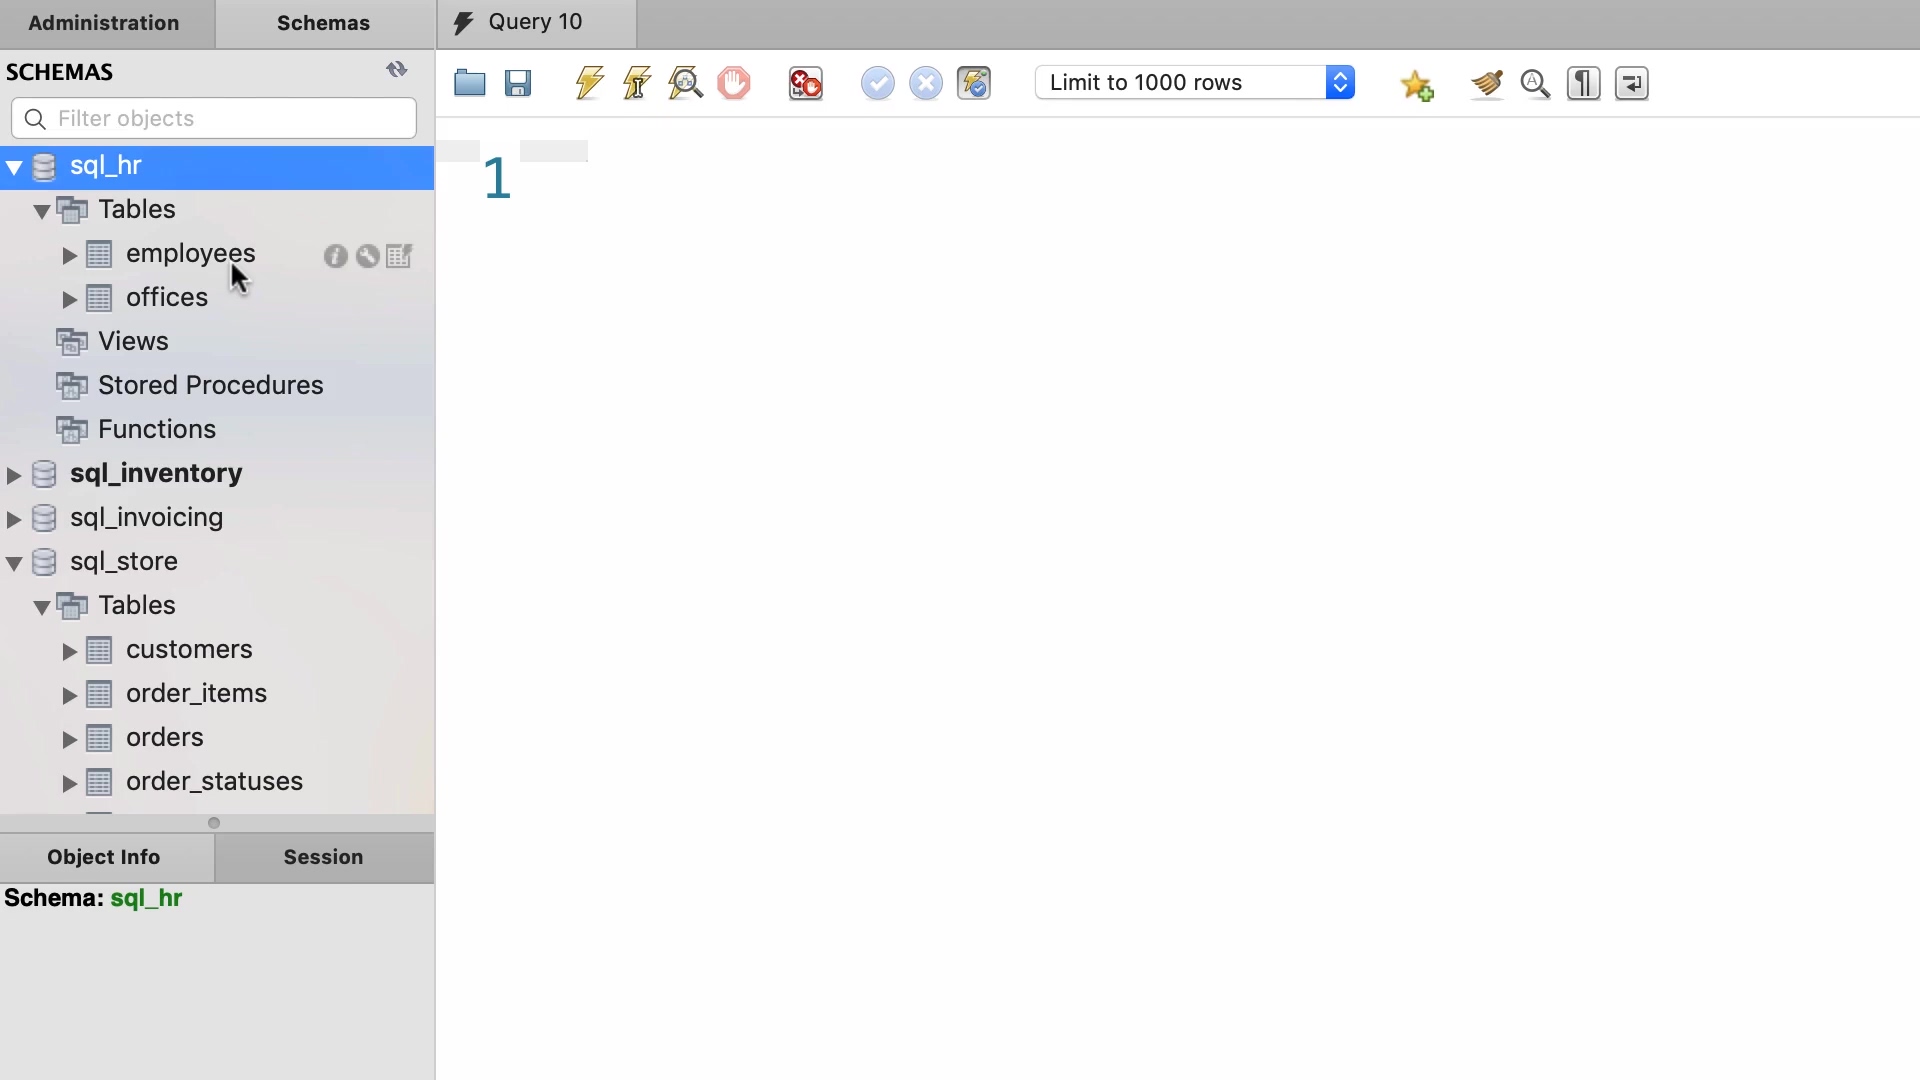 Administration
Schemas
Query 10
SCHEMAS
Limit to 1000 rows
Filter objects
1
sql_hr
Tables
employees
offices
Views
Stored Procedures
Functions
sql_inventory
sql_invoicing
sql_store
Tables
customers
order_items
orders
order_statuses
Object Info
Session
Schema: sql_hr